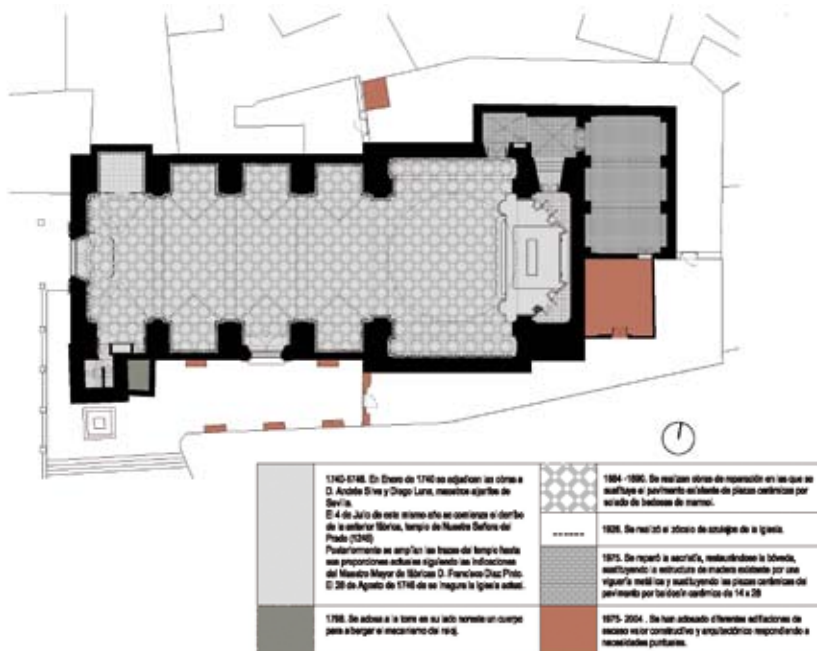 1740-1746. En Enero de 1740 se adjudican las obras a
D. Andrés Silva y Diego Luna, maestros alarifes de
Sevilla.
El 4 de Julio de este mismo año se comienza el derribo
de la anterior fábrica, templo de Nuestra Señora del
Prado
Posteriormente se amplían las trazas del templo hasta
sus proporciones actuales siguiendo las indicaciones
del Maestro Mayor de fábricas D. Francisco Díaz Pinto.
El 28 de Agosto de 1746 se inagura la iglesia actual.
Se adosa a la torre en su lado noreste un cuerpo
para albergar el mecanismo del reloj.
Se realizan obras de reparación en las que se
sustituye el pavimento existente de piezas cerámicas por
solado de baldosas de marmol.
Se realizó el zócalo de azulejos de la iglesia.
1975. Se reparó la sacristía, restaurándose la bóveda,
sustituyendo la estructura de madera existente por una
viguería metálica y sustituyendo las piezas cerámicas del
pavimento por baldosín cerámico de 14 x 28
1975- 2004 . Se han adosado diferentes edificaciones de
escaso valor constructivo y arquitectónico respondiendo a
necesidades puntuales.